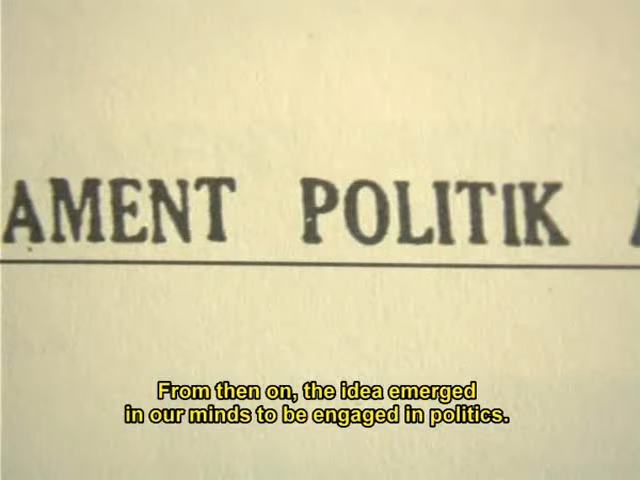 AMENT POLITIK
From then on, the idea emerged
in our minds to be engaged in politics.